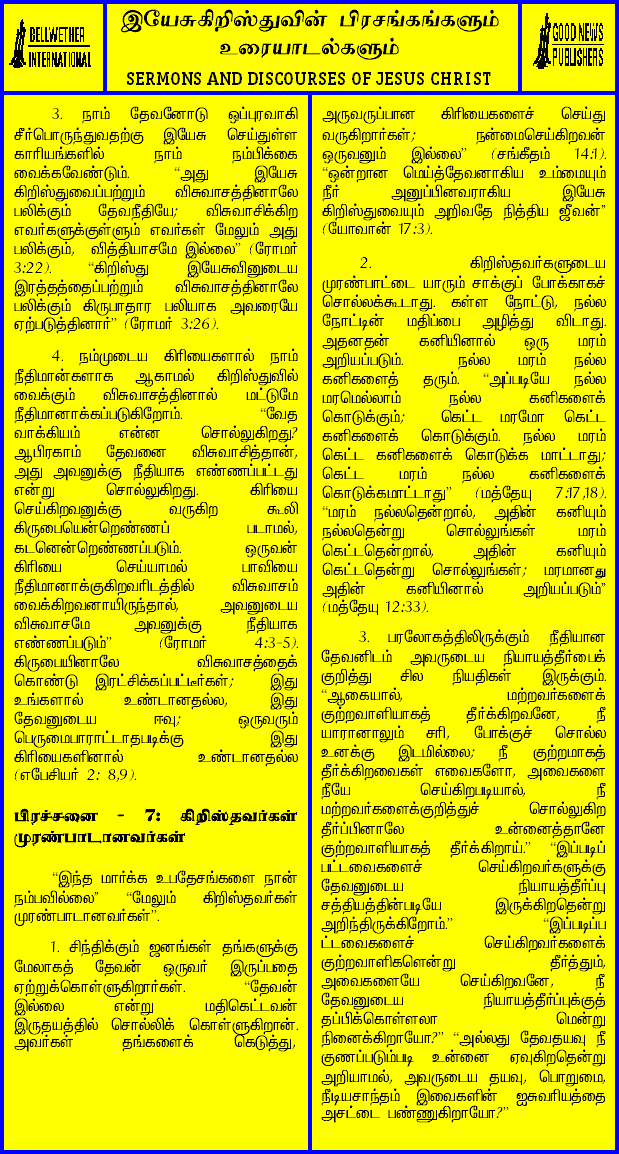 BELLWETHER
INTERNATIONAL
இயேசுகிறிஸ்துவின் பிரசங்கங்களும்
உரையாடல்களும்
SERMONS AND DISCOURSES OF JESUS CHRIST
GOOD NEWS
PUBLISHERS
3. நாம் தேவனோடு ஒப்புரவாகி
சீர்பொருந்துவதற்கு இயேசு செய்துள்ள
காரியங்களில் நாம் நம்பிக்கை
வைக்கவேண்டும். “அது இயேசு
கிறிஸ்துவைப்பற்றும் விசுவாசத்தினாலே
பலிக்கும் தேவநீதியே; விசுவாசிக்கிற
எவர்களுக்குள்ளும் எவர்கள் மேலும் அது
பலிக்கும், வித்தியாசமே இல்லை” (ரோமர்
3:22). “கிறிஸ்து இயேசுவினுடைய
இரத்தத்தைப்பற்றும் விசுவாசத்தினாலே
பலிக்கும் கிருபாதார பலியாக அவரையே
ஏற்படுத்தினார்” (ரோமர் 3:26).
4. நம்முடைய கிரியைகளால் நாம்
நீதிமான்களாக ஆகாமல் கிறிஸ்துவில்
வைக்கும் விசுவாசத்தினால் மட்டுமே
நீதிமானாக்கப்படுகிறோம். “வேத
வாக்கியம் என்ன சொல்லுகிறது?
ஆபிரகாம் தேவனை விசுவாசித்தான்,
அது அவனுக்கு நீதியாக எண்ணப்பட்டது
என்று சொல்லுகிறது. கிரியை
செய்கிறவனுக்கு வருகிற கூலி
கிருபையென்றெண்ணப் படாமல்,
கடனென்றெண்ணப்படும். ஒருவன்
கிரியை செய்யாமல் பாவியை
நீதிமானாக்குகிறவரிடத்தில் விசுவாசம்
வைக்கிறவனாயிருந்தால், அவனுடைய
விசுவாசமே அவனுக்கு நீதியாக
எண்ணப்படும்” (ரோமர் 4:3-5).
கிருபையினாலே விசுவாசத்தைக்
கொண்டு இரட்சிக்கப்பட்டீர்கள்; இது
உங்களால் உண்டானதல்ல, இது
தேவனுடைய ஈவு; ஒருவரும்
பெருமைபாராட்டாதபடிக்கு இது
கிரியைகளினால் உண்டானதல்ல
(எபேசியர் 2: 8,9).
பிரச்சனை - 7: கிறிஸ்தவர்கள்
முரண்பாடானவர்கள்
“இந்த மார்க்க உபதேசங்களை நான்
நம்பவில்லை” “மேலும் கிறிஸ்தவர்கள்
முரண்பாடானவர்கள்”.
1. சிந்திக்கும் ஜனங்கள் தங்களுக்கு
மேலாகத் தேவன் ஒருவர் இருப்பதை
ஏற்றுக்கொள்ளுகிறார்கள். “தேவன்
இல்லை என்று மதிகெட்டவன்
இருதயத்தில் சொல்லிக் கொள்ளுகிறான்.
அவர்கள் தங்களைக் கெடுத்து,
அருவருப்பான கிரியைகளைச் செய்து
வருகிறார்கள்; நன்மைசெய்கிறவன்
ஒருவனும் இல்லை” (சங்கீதம் 14:1).
“ஒன்றான மெய்த்தேவனாகிய உம்மையும்
நீர் அனுப்பினவராகிய இயேசு
கிறிஸ்துவையும் அறிவதே நித்திய ஜீவன்”
(யோவான் 17:3).
2. கிறிஸ்தவர்களுடைய
முரண்பாட்டை யாரும் சாக்குப் போக்காகச்
சொல்லக்கூடாது. கள்ள நோட்டு, நல்ல
நோட்டின் மதிப்பை அழித்து விடாது.
அதனதன் கனியினால் ஒரு மரம்
அறியப்படும். நல்ல மரம் நல்ல
கனிகளைத் தரும். “அப்படியே நல்ல
மரமெல்லாம் நல்ல கனிகளைக்
கொடுக்கும்; கெட்ட மரமோ கெட்ட
கனிகளைக் கொடுக்கும். நல்ல மரம்
கெட்ட கனிகளைக் கொடுக்க மாட்டாது;
கெட்ட மரம் நல்ல கனிகளைக்
கொடுக்கமாட்டாது” (மத்தேயு 7:17,18).
“மரம் நல்லதென்றால், அதின் கனியும்
நல்லதென்று சொல்லுங்கள் மரம்
கெட்டதென்றால், அதின் கனியும்
கெட்டதென்று சொல்லுங்கள்; மரமானது
அதின் கனியினால் அறியப்படும்”
(மத்தேயு 12:33).
3. பரலோகத்திலிருக்கும் நீதியான
தேவனிடம் அவருடைய நியாயத்தீர்பைக்
குறித்து சில நியதிகள் இருக்கும்.
“ஆகையால், மற்றவர்களைக்
குற்றவாளியாகத் தீர்க்கிறவனே, நீ
யாரானாலும் சரி, போக்குச் சொல்ல
உனக்கு இடமில்லை; நீ குற்றமாகத்
தீர்க்கிறவைகள் எவைகளோ, அவைகளை
நீயே செய்கிறபடியால், நீ
மற்றவர்களைக்குறித்துச் சொல்லுகிற
தீர்ப்பினாலே உன்னைத்தானே
குற்றவாளியாகத் தீர்க்கிறாய்.” “இப்படிப்
பட்டவைகளைச் செய்கிறவர்களுக்கு
தேவனுடைய நியாயத்தீர்ப்பு
சத்தியத்தின்படியே இருக்கிறதென்று
அறிந்திருக்கிறோம்.” “இப்படிப்ப
ட்டவைகளைச் செய்கிறவர்களைக்
குற்றவாளிகளென்று தீர்த்தும்,
அவைகளையே செய்கிறவனே, நீ
தேவனுடைய நியாயத்தீர்ப்புக்குத்
தப்பிக்கொள்ளலா மென்று
நினைக்கிறாயோ?” “அல்லது தேவதயவு நீ
குணப்படும்படி உன்னை ஏவுகிறதென்று
அறியாமல், அவருடைய தயவு, பொறுமை,
நீடியசாந்தம் இவைகளின் ஐசுவரியத்தை
அசட்டை பண்ணுகிறாயோ?”